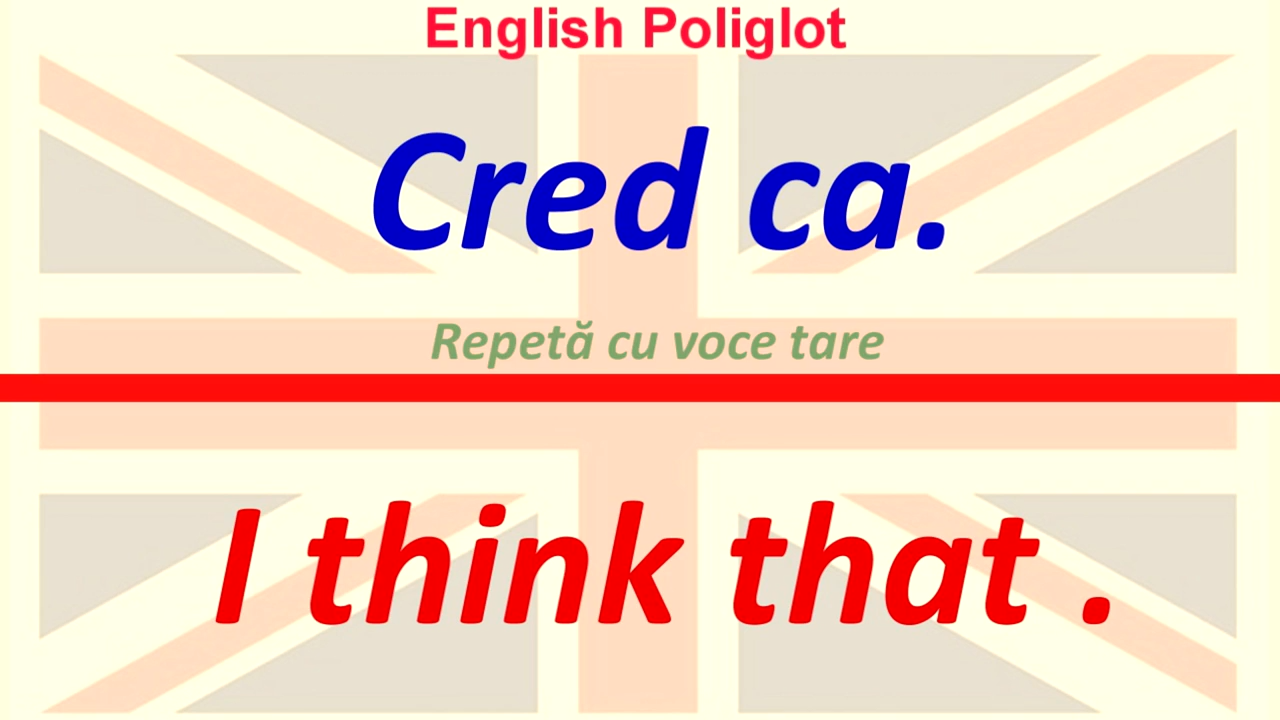 English Poliglot
Cred ca.
Repetă cu voce tare
I think that .